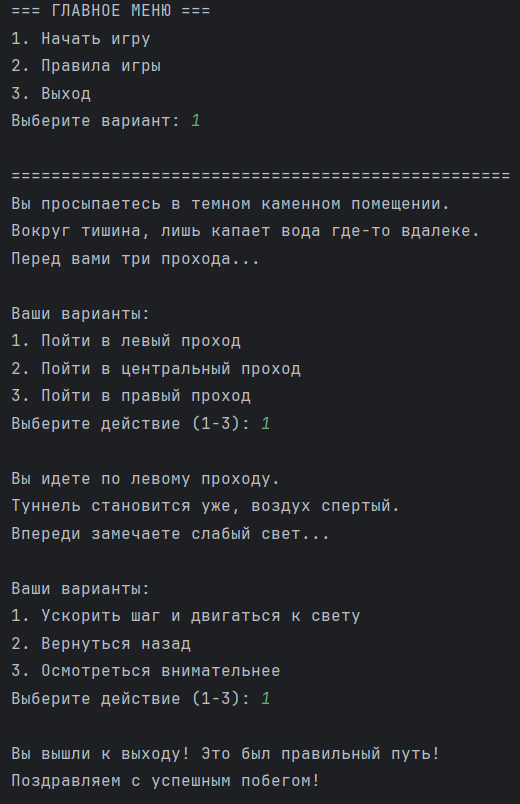 === ГЛАВНОЕ МЕНЮ ===
1. Начать игру
2. Правила игры
3. Выход
Выберите вариант: 1
==================================================
Вы просыпаетесь в темном каменном помещении.
Вокруг тишина, лишь капает вода где-то вдалеке.
Перед вами три прохода...
Ваши варианты:
1. Пойти в левый проход
2. Пойти в центральный проход
3. Пойти в правый проход
Выберите действие (1-3): 1
Вы идете по левому проходу.
Туннель становится уже, воздух спертый.
Впереди замечаете слабый свет...
Ваши варианты:
1. Ускорить шаг и двигаться к свету
2. Вернуться назад
3. Осмотреться внимательнее
Выберите действие (1-3): 1
Вы вышли к выходу! Это был правильный путь!
Поздравляем с успешным побегом!